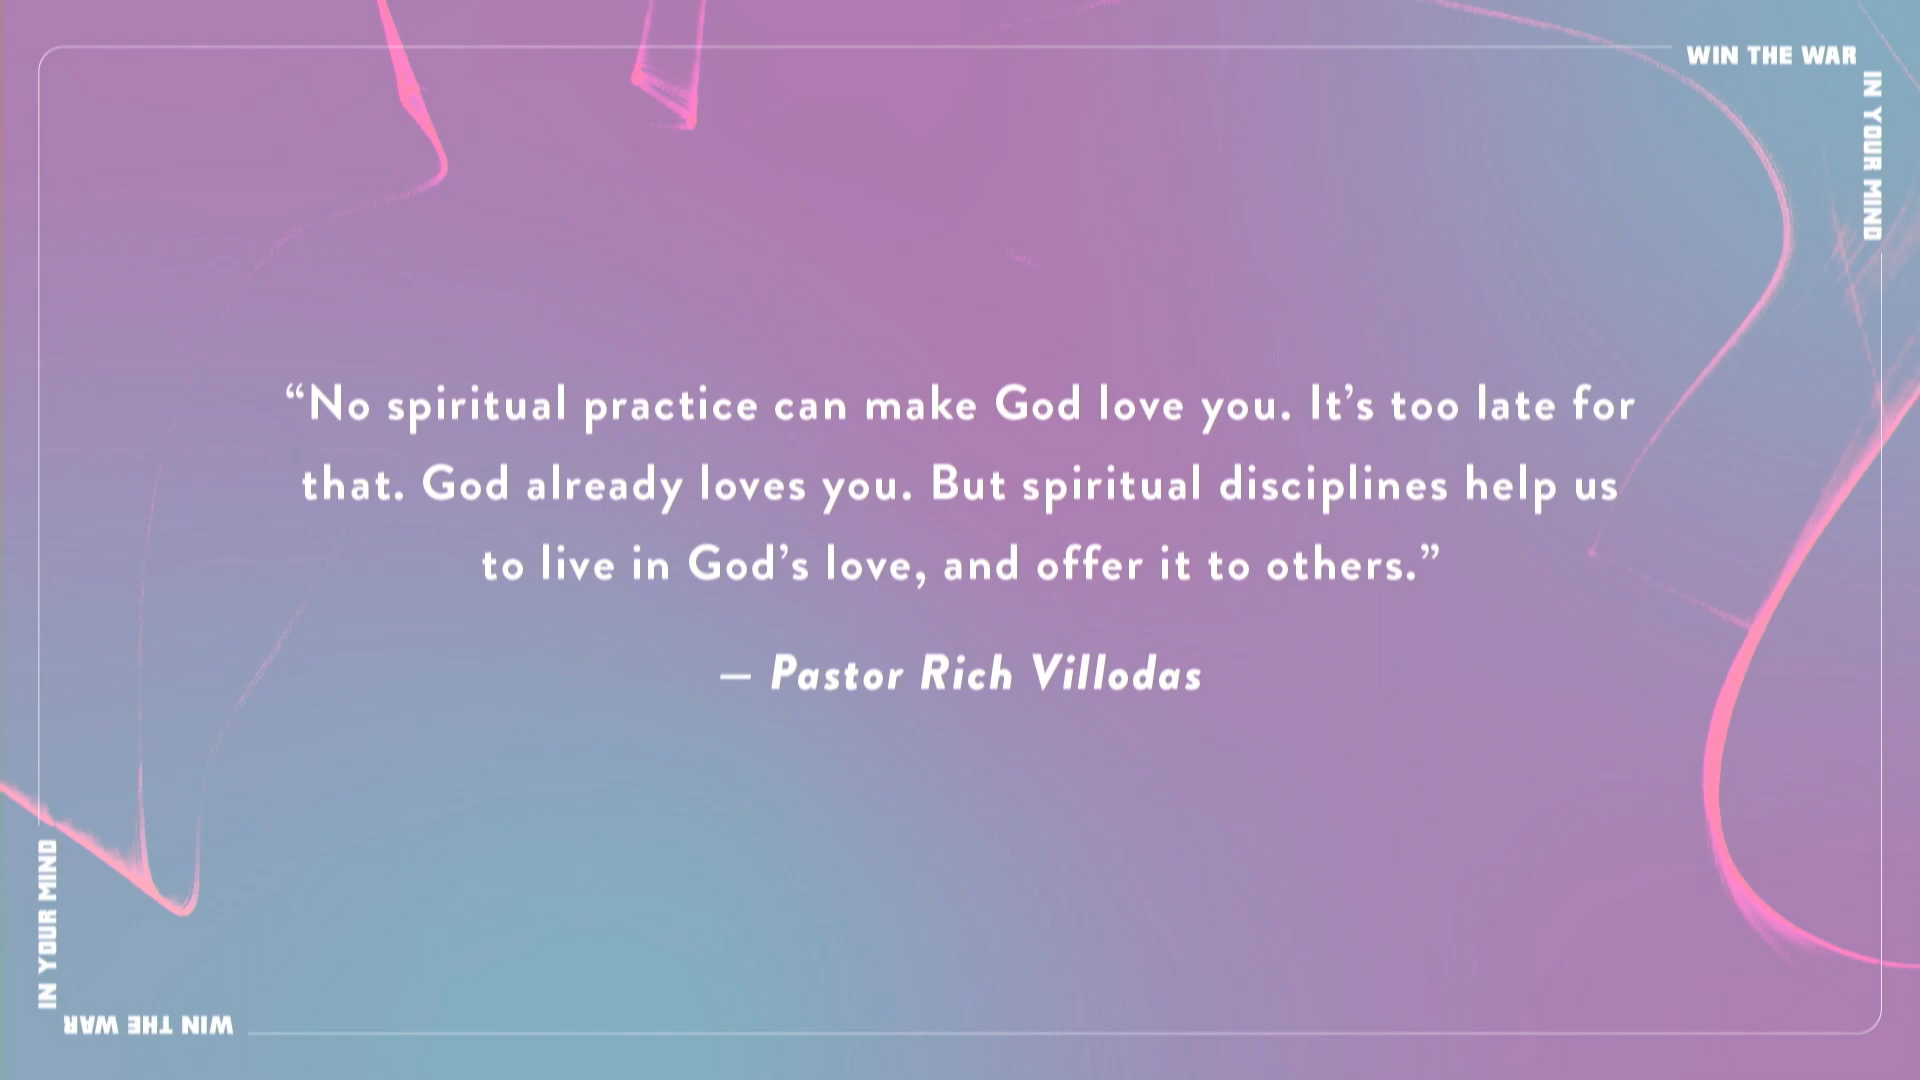 WIN THE WAR
IN YOUR MIND
“No spiritual practice can make God love you. It’s too late for
that. God already loves you. But spiritual disciplines help us
to live in God’s love, and offer it to others.”
– Pastor Rich Villodas
IN YOUR MIND
WIN THE WAR